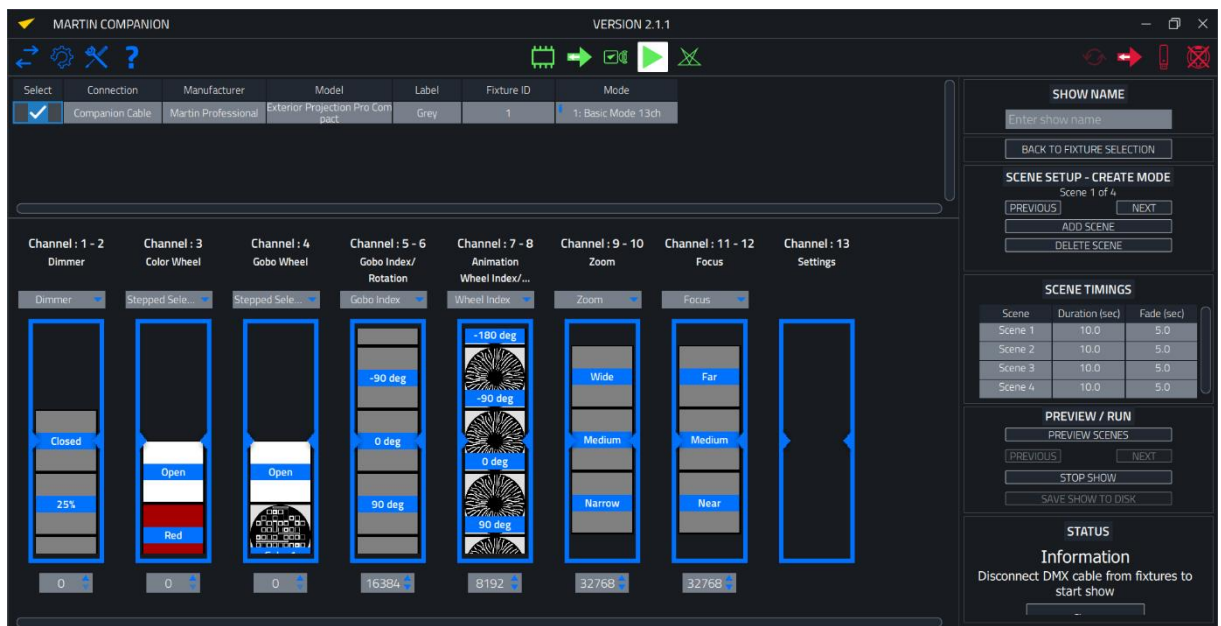 MARTIN COMPANION
VERSION 2.1.1
?
Select Connection Manufacturer Model Label Fixture ID Mode
Companion Cable Martin Professional Exterior Projection Pro Com
pact Grey 1 1: Basic Mode 13ch
Channel : 1 - 2 Channel : 3 Channel : 4 Channel : 5 - 6 Channel : 7 - 8 Channel : 9 - 10 Channel : 11 - 12 Channel : 13
Dimmer Color Wheel Gobo Wheel Gobo Index/ Animation Zoom Focus Settings
Rotation Wheel Index/...
Dimmer Stepped Sele... Stepped Sele... Gobo Index Wheel Index Zoom Focus
-180 deg
-90 deg Wide Far
-90 deg
Closed 0 deg Medium Medium
0 deg
Open Open
25% 90 deg Narrow Near
90 deg
Red
0 0 0 16384 8192 32768 32768
SHOW NAME
Enter show name
BACK TO FIXTURE SELECTION
SCENE SETUP - CREATE MODE
Scene 1 of 4
PREVIOUS NEXT
ADD SCENE
DELETE SCENE
SCENE TIMINGS
Scene Duration (sec) Fade (sec)
Scene 1 10.0 5.0
Scene 2 10.0 5.0
Scene 3 10.0 5.0
Scene 4 10.0 5.0
PREVIEW / RUN
PREVIEW SCENES
PREVIOUS NEXT
STOP SHOW
SAVE SHOW TO DISK
STATUS
Information
Disconnect DMX cable from fixtures to
start show